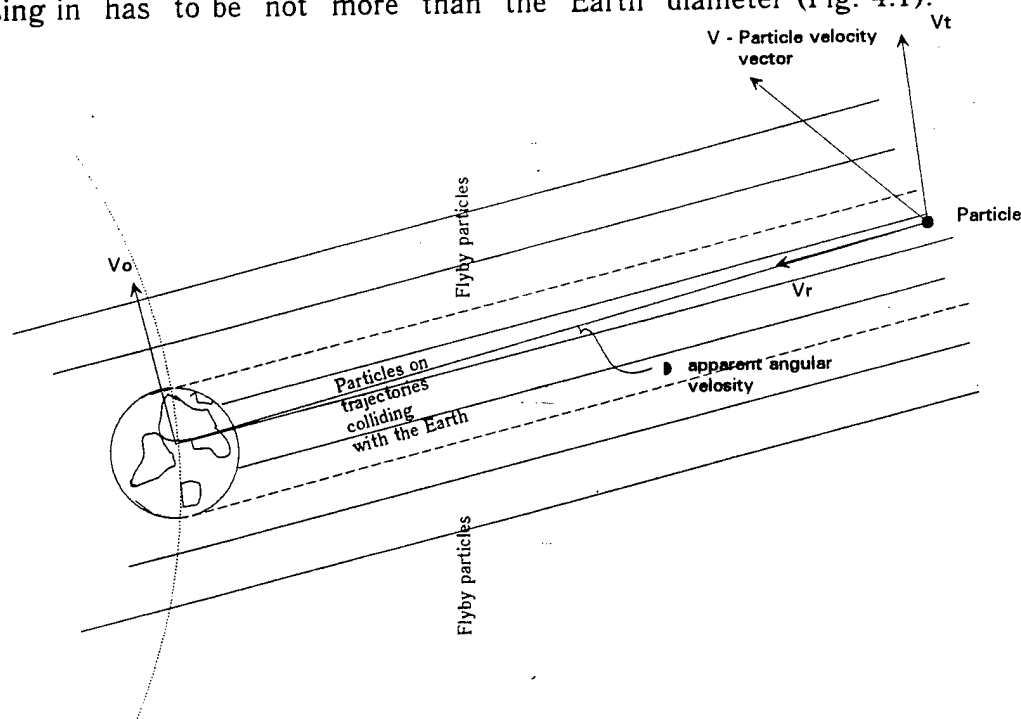 sing in has to be not more than the Earth diameter (Fig. 4.1).
Vt
V - Particle velocity
vector
Flyby particles
Particle
Vo
Vr
Particles on
trajectories
colliding
with the Earth
apparent angular
velosity
Flyby particles